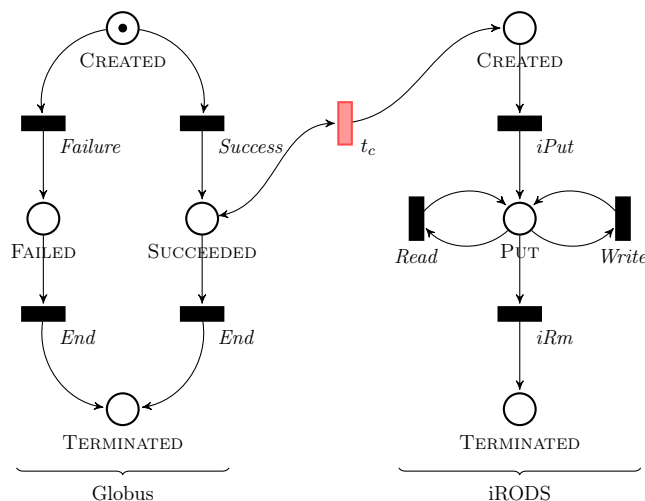 CREATED
CREATED
Failure
Success
t_c
iPut
FAILED
SUCCEEDED
Read
PUT
Write
End
End
iRm
TERMINATED
TERMINATED
Globus
iRODS